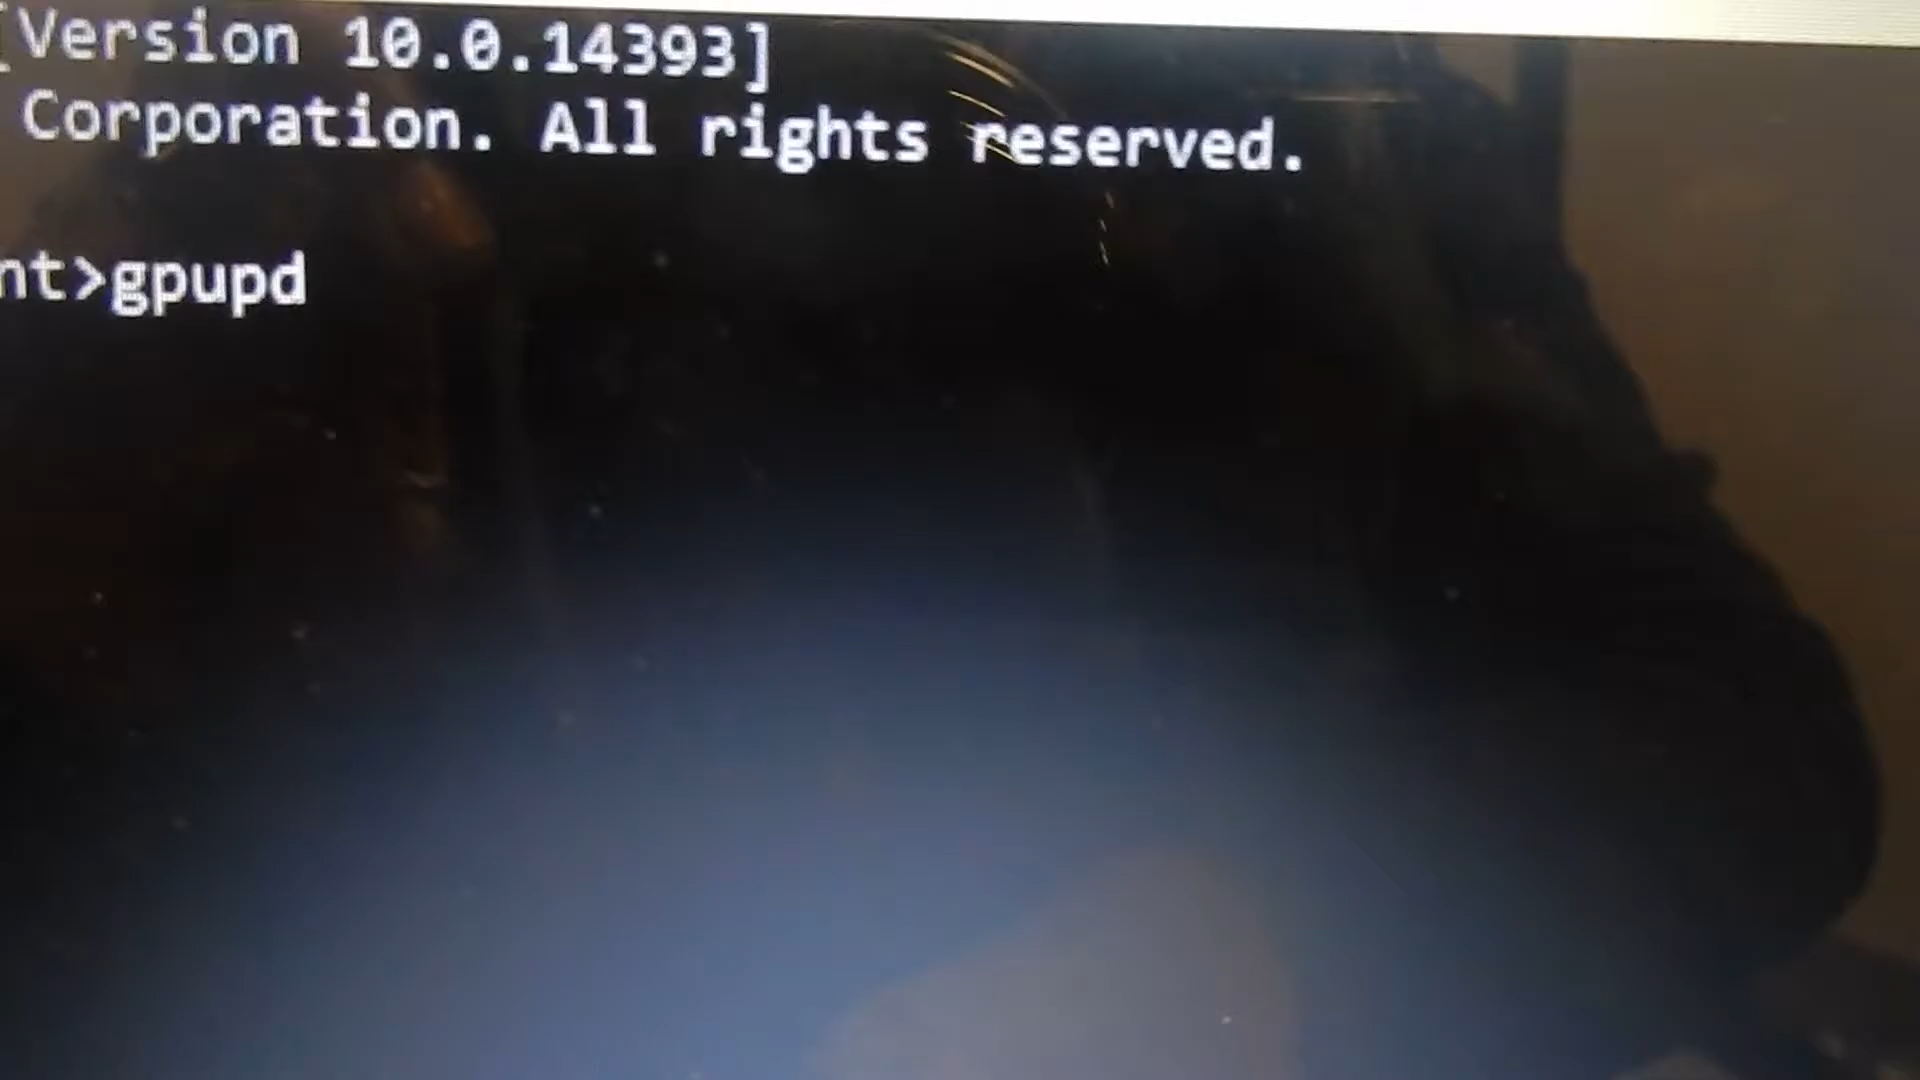 [Version 10.0.14393]
Corporation. All rights reserved.
nt>gpupd